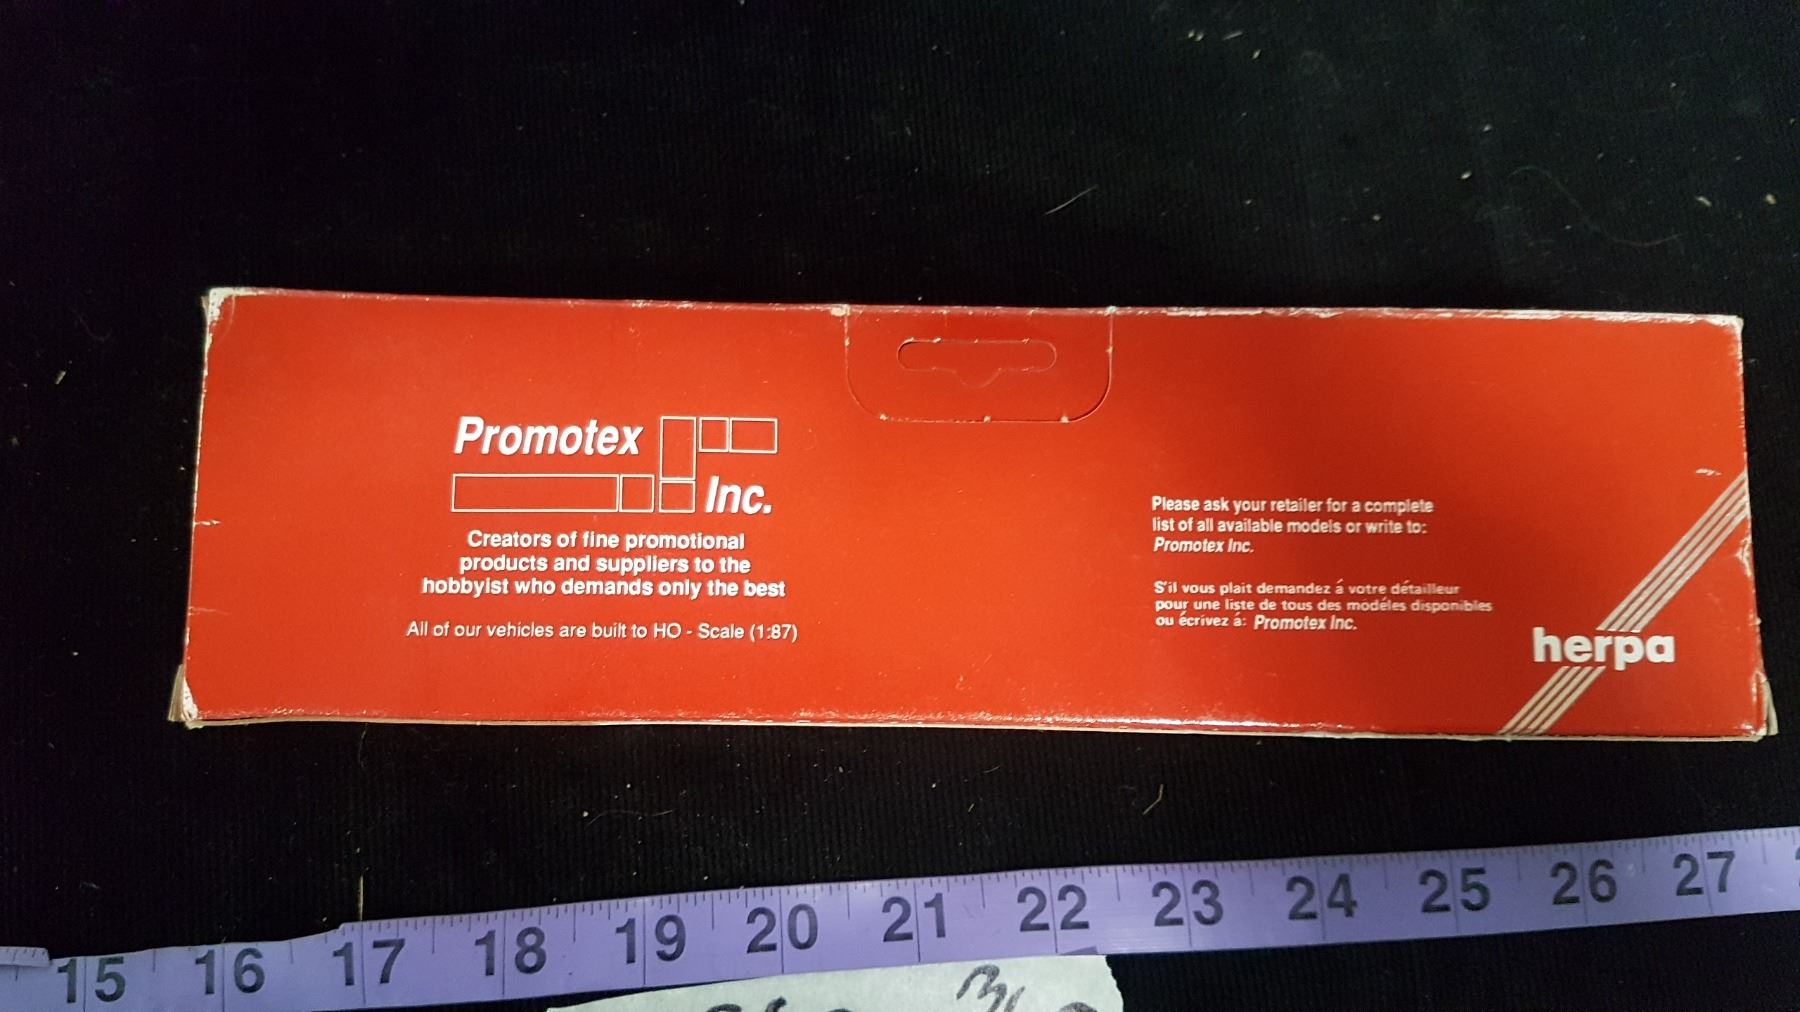 Promotex
Inc.
Creators of fine promotional
products and suppliers to the
hobbyist who demands only the best
All of our vehicles are built to HO - Scale (1:87)
Please ask your retailer for a complete
list of all available models or write to:
Promotex Inc.
S'il vous plait demandez á votre détailleur
pour une liste de tous des modéles disponibles
ou écrivez á: Promotex Inc.
herpa
15 16 17 18 19 20 21 22 23 24 25 26 27